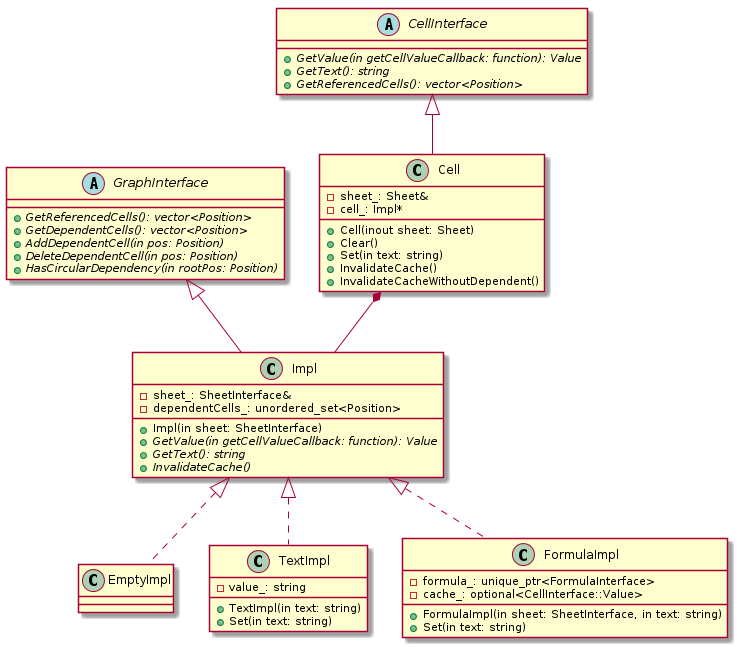 A CellInterface
GetValue(in getCellValueCallback: function): Value
GetText(): string
GetReferencedCells(): vector<Position>
A GraphInterface
GetReferencedCells(): vector<Position>
GetDependentCells(): vector<Position>
AddDependentCell(in pos: Position)
DeleteDependentCell(in pos: Position)
HasCircularDependency(in rootPos: Position)
C Cell
sheet_: Sheet&
cell_: Impl*
Cell(inout sheet: Sheet)
Clear()
Set(in text: string)
InvalidateCache()
InvalidateCacheWithoutDependent()
C Impl
sheet_: SheetInterface&
dependentCells_: unordered_set<Position>
Impl(in sheet: SheetInterface)
GetValue(in getCellValueCallback: function): Value
GetText(): string
InvalidateCache()
C EmptyImpl
C TextImpl
value_: string
TextImpl(in text: string)
Set(in text: string)
C FormulaImpl
formula_: unique_ptr<FormulaInterface>
cache_: optional<CellInterface::Value>
FormulaImpl(in sheet: SheetInterface, in text: string)
Set(in text: string)